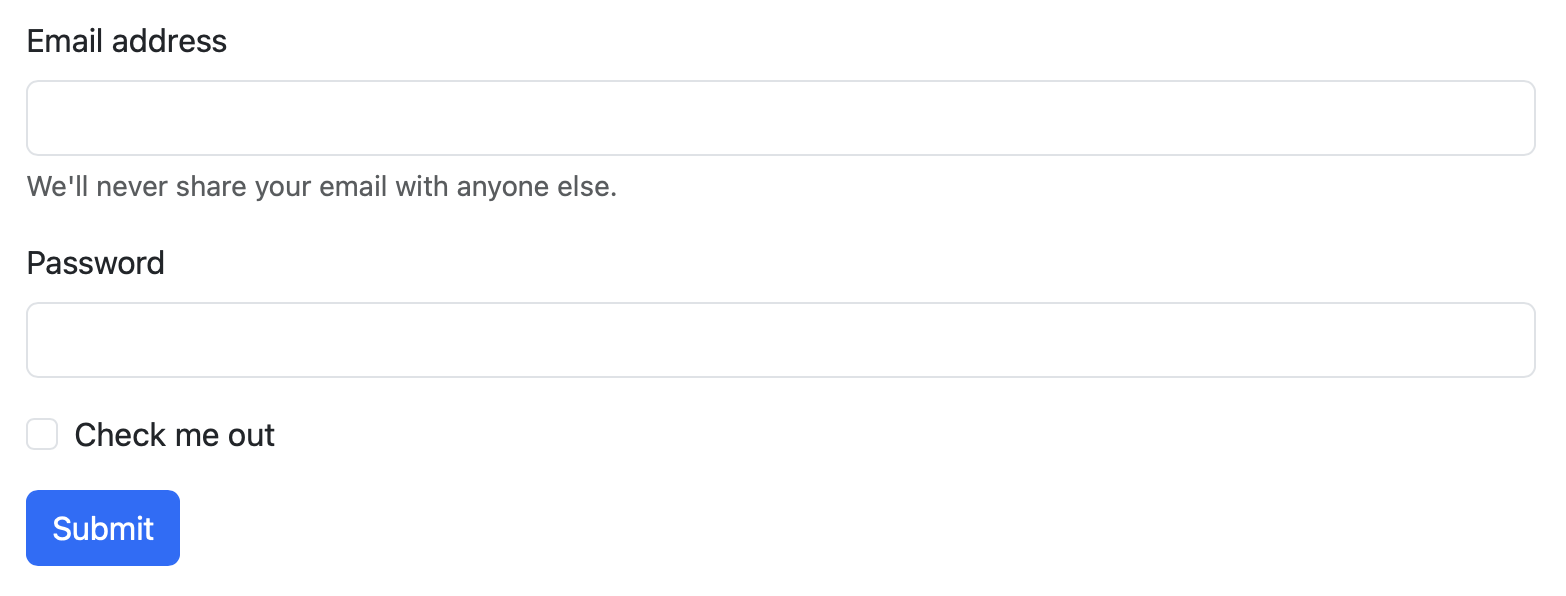 Email address
We'll never share your email with anyone else.
Password
Check me out
Submit